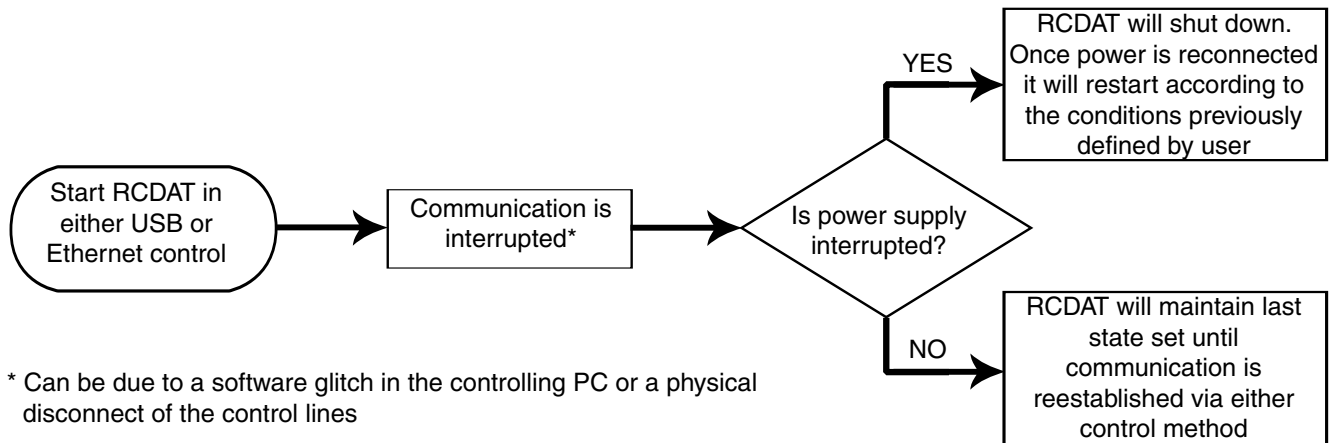 Start RCDAT in
either USB or
Ethernet control
Communication is
interrupted*
Is power supply
interrupted?
YES
RCDAT will shut down.
Once power is reconnected
it will restart according to
the conditions previously
defined by user
NO
RCDAT will maintain last
state set until
communication is
reestablished via either
control method
* Can be due to a software glitch in the controlling PC or a physical
disconnect of the control lines